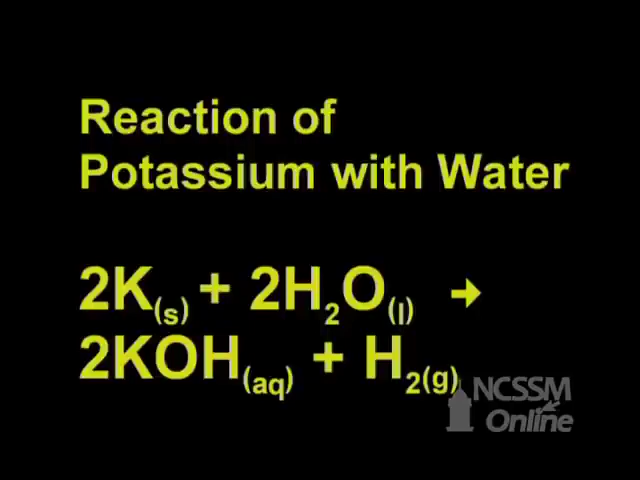 Reaction of
Potassium with Water
2K(s) + 2H2O(l) →
2KOH(aq) + H2(g)
NCSSM
Online